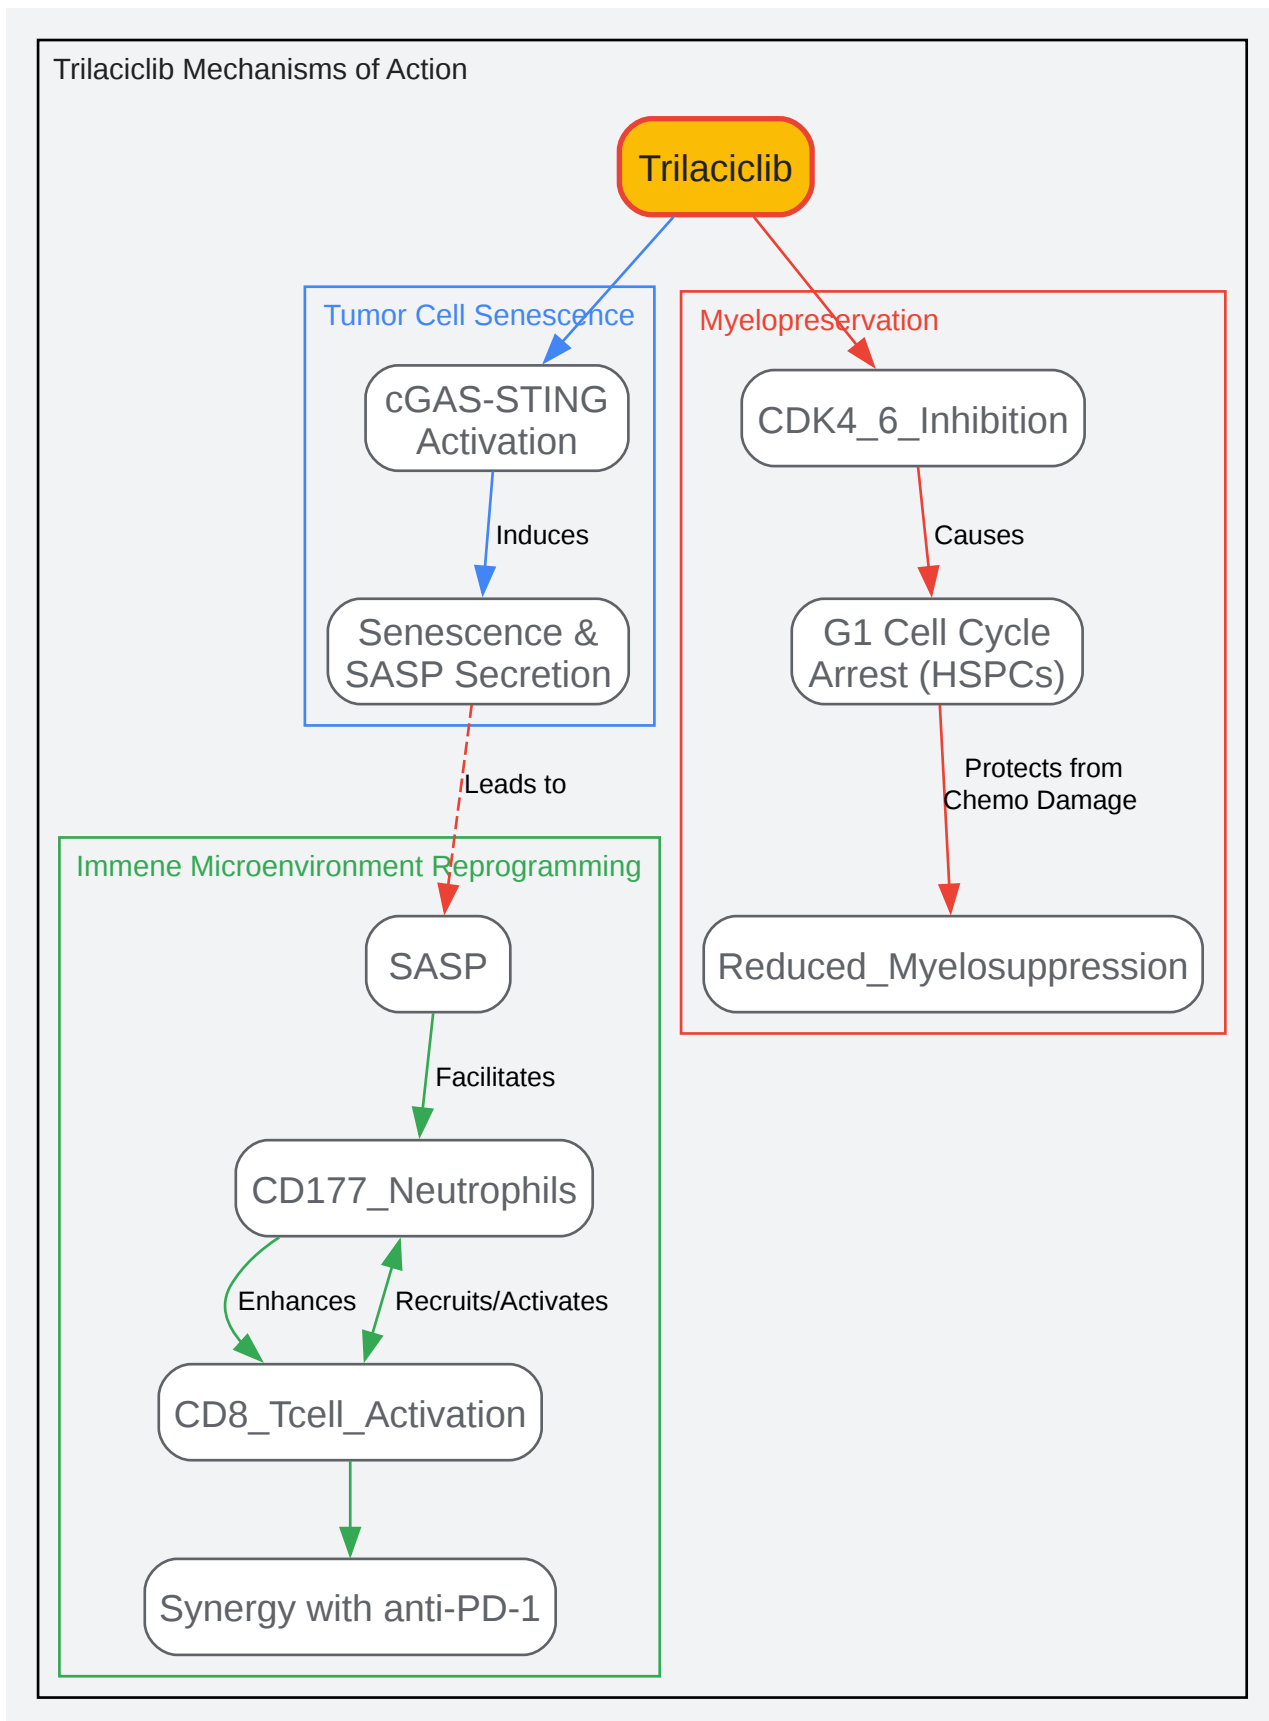 Trilaciclib Mechanisms of Action
Trilaciclib
Tumor Cell Senescence
Myelopreservation
cGAS-STING
Activation
CDK4_6_Inhibition
Induces
Causes
Senescence &
SASP Secretion
G1 Cell Cycle
Arrest (HSPCs)
Leads to
Protects from
Chemo Damage
Immene Microenvironment Reprogramming
SASP
Reduced_Myelosuppression
Facilitates
CD177_Neutrophils
Enhances
Recruits/Activates
CD8_Tcell_Activation
Synergy with anti-PD-1